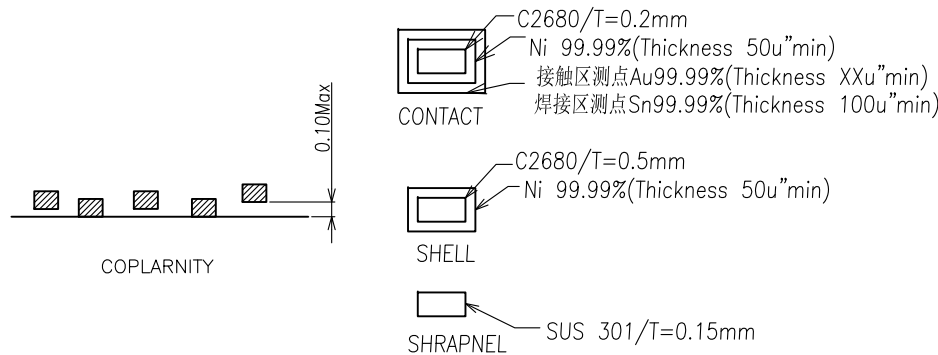 C2680/T=0.2mm
Ni 99.99%(Thickness 50u"min)
接触区测点Au99.99%(Thickness XXu"min)
焊接区测点Sn99.99%(Thickness 100u"min)
CONTACT
0.10Max
COPLARNITY
C2680/T=0.5mm
Ni 99.99%(Thickness 50u"min)
SHELL
SUS 301/T=0.15mm
SHRAPNEL